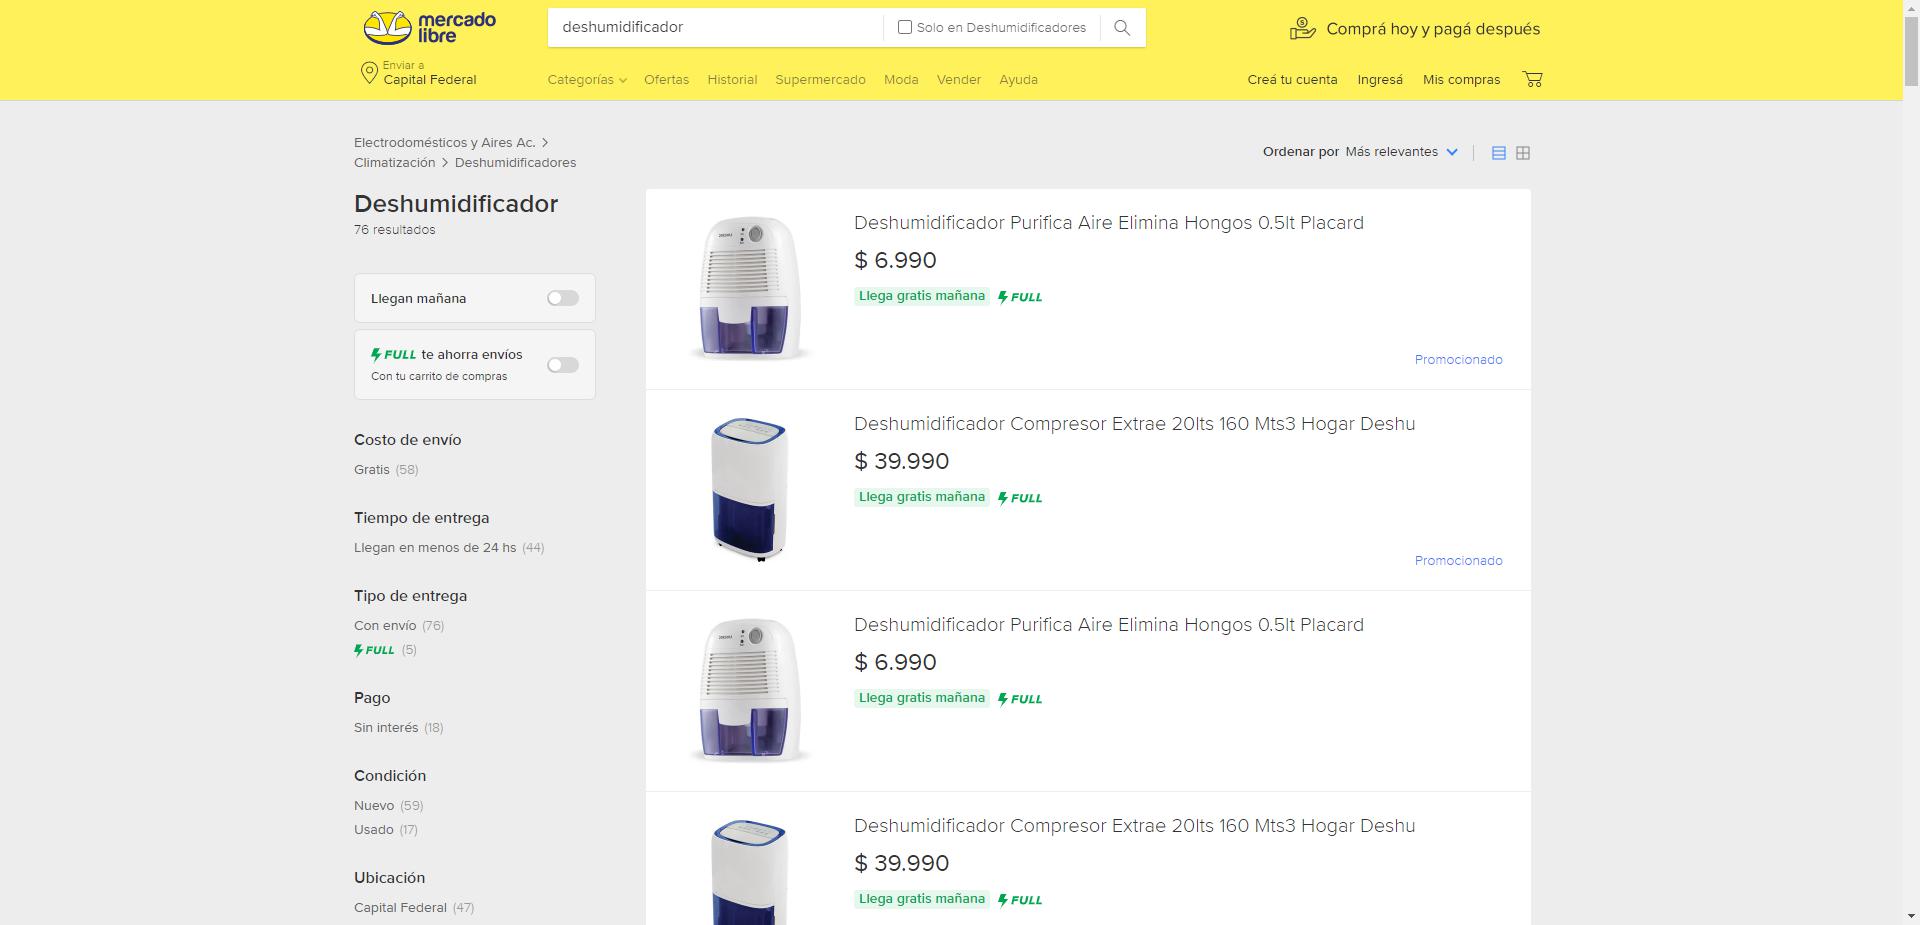 mercado
libre
deshumidificador
Solo en Deshumidificadores
Comprá hoy y pagá después
Enviar a
Capital Federal
Categorías
Ofertas
Historial
Supermercado
Moda
Vender
Ayuda
Creá tu cuenta
Ingresá
Mis compras
Electrodomésticos y Aires Ac.
Climatización
Deshumidificadores
Ordenar por Más relevantes
Deshumidificador
76 resultados
Llegan mañana
FULL te ahorra envíos
Con tu carrito de compras
Costo de envío
Gratis (58)
Tiempo de entrega
Llegan en menos de 24 hs (44)
Tipo de entrega
Con envío (76)
FULL (5)
Pago
Sin interés (18)
Condición
Nuevo (59)
Usado (17)
Ubicación
Capital Federal (47)
Deshumidificador Purifica Aire Elimina Hongos 0.5lt Placard
$ 6.990
Llega gratis mañana FULL
Promocionado
Deshumidificador Compresor Extrae 20lts 160 Mts3 Hogar Deshu
$ 39.990
Llega gratis mañana FULL
Promocionado
Deshumidificador Purifica Aire Elimina Hongos 0.5lt Placard
$ 6.990
Llega gratis mañana FULL
Deshumidificador Compresor Extrae 20lts 160 Mts3 Hogar Deshu
$ 39.990
Llega gratis mañana FULL